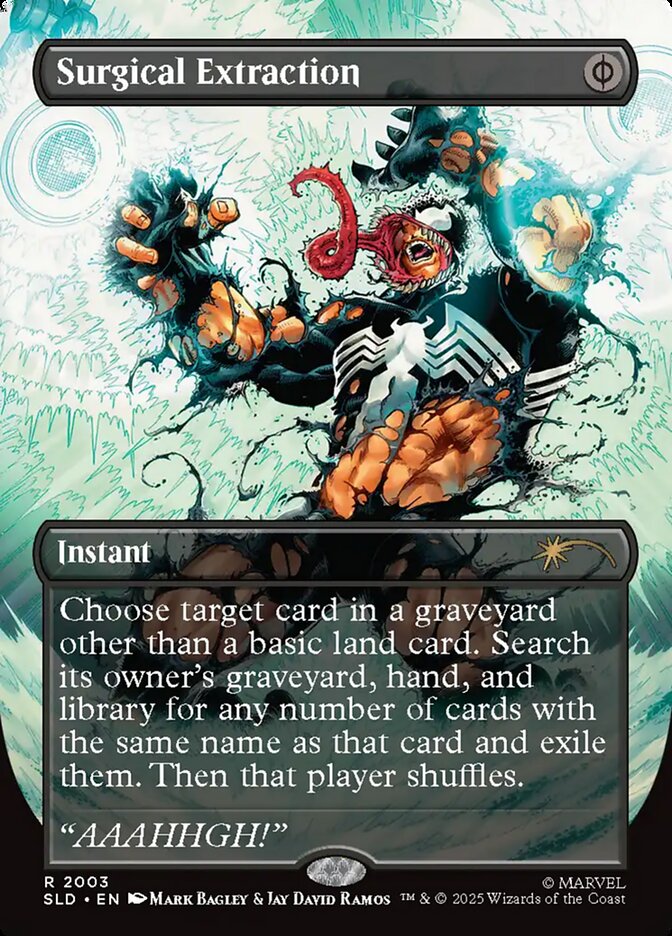 Surgical Extraction
Instant
Choose target card in a graveyard
other than a basic land card. Search
its owner’s graveyard, hand, and
library for any number of cards with
the same name as that card and exile
them. Then that player shuffles.
“AAAHHGH!”
R 2003
© MARVEL
SLD • EN MARK BAGLEY & JAY DAVID RAMOS ™ & © 2025 Wizards of the Coast